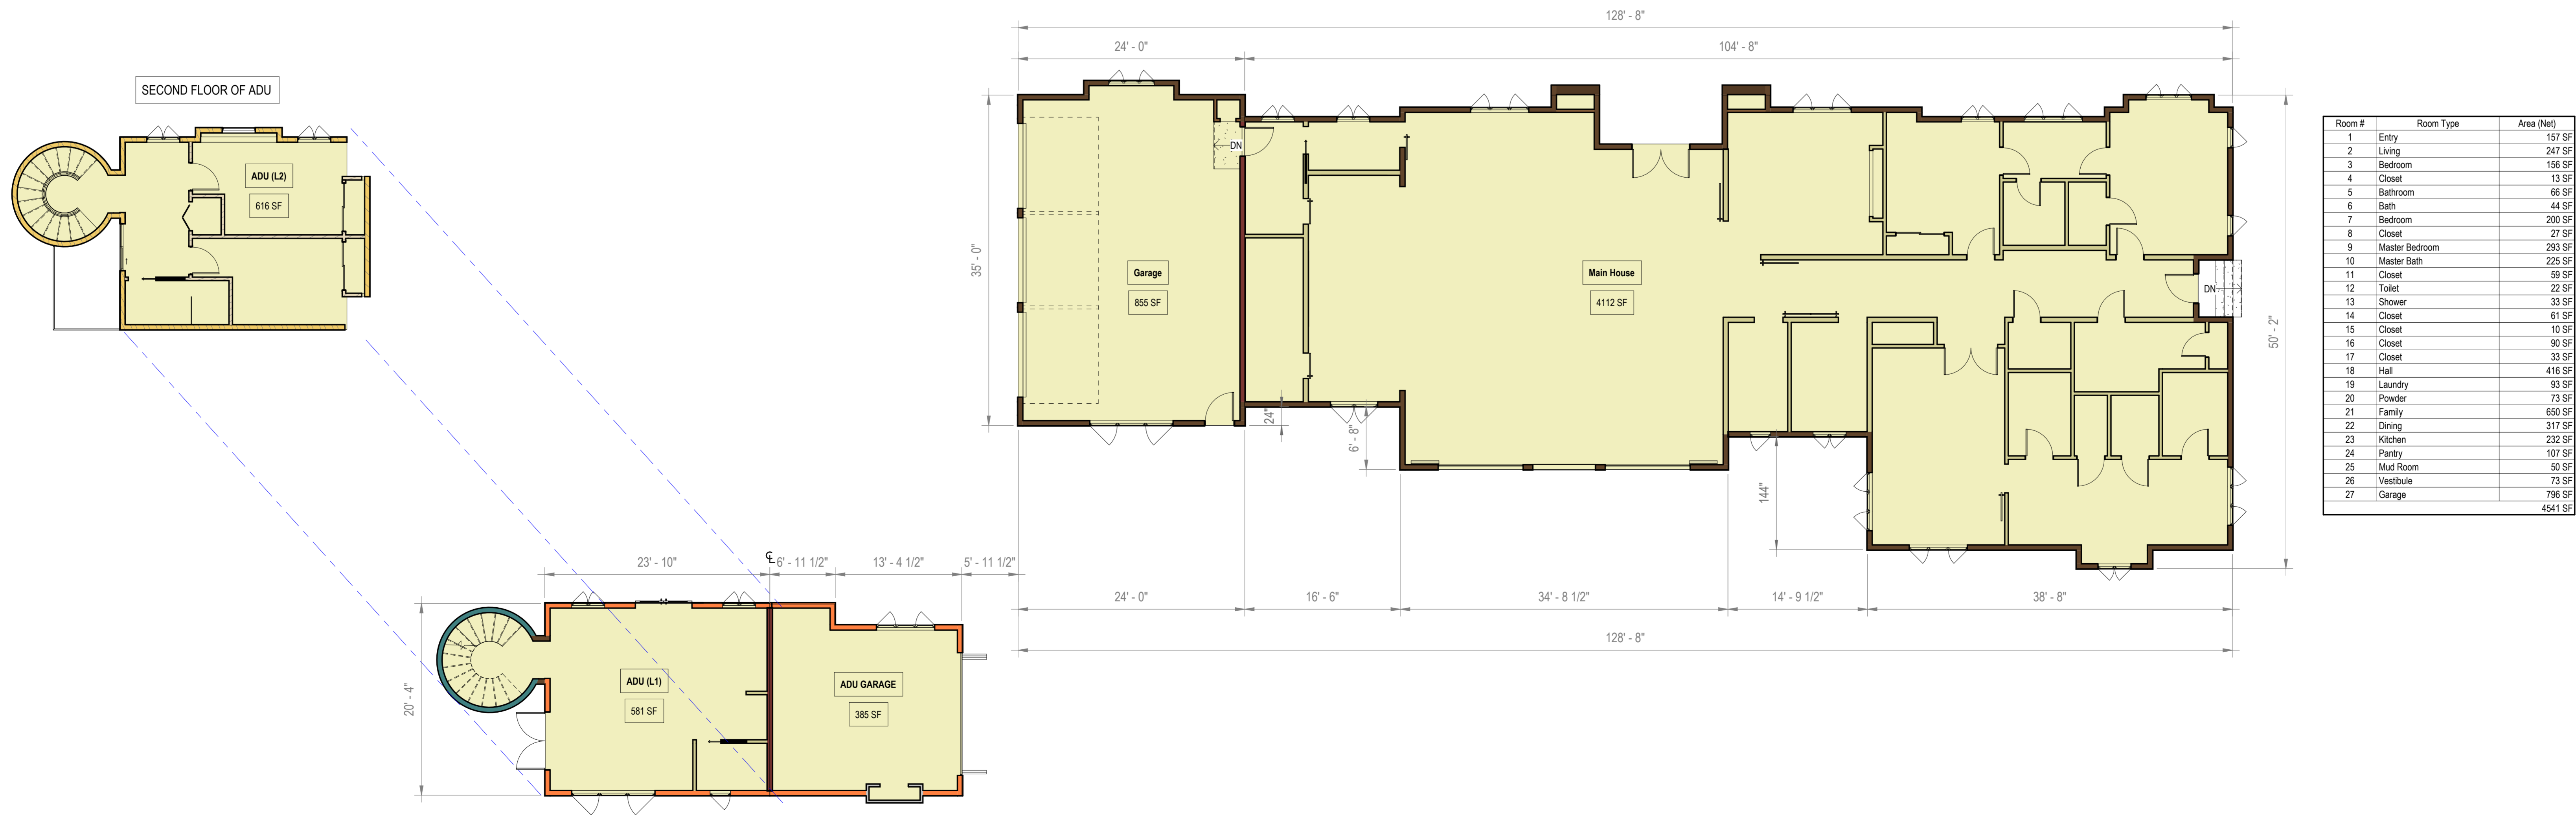 128' - 8"
24' - 0"
104' - 8"
SECOND FLOOR OF ADU
ADU (L2)
616 SF
DN
35' - 0"
Garage
855 SF
Main House
4112 SF
DN
50' - 2"
24"
6' - 8"
144"
Room # Room Type Area (Net)
1 Entry 157 SF
2 Living 247 SF
3 Bedroom 156 SF
4 Closet 13 SF
5 Bathroom 66 SF
6 Bath 44 SF
7 Bedroom 200 SF
8 Closet 27 SF
9 Master Bedroom 293 SF
10 Master Bath 225 SF
11 Closet 59 SF
12 Toilet 22 SF
13 Shower 33 SF
14 Closet 61 SF
15 Closet 10 SF
16 Closet 90 SF
17 Closet 33 SF
18 Hall 416 SF
19 Laundry 93 SF
20 Powder 73 SF
21 Family 650 SF
22 Dining 317 SF
23 Kitchen 232 SF
24 Pantry 107 SF
25 Mud Room 50 SF
26 Vestibule 73 SF
27 Garage 796 SF
4541 SF
℄
23' - 10"
6' - 11 1/2"
13' - 4 1/2"
5' - 11 1/2"
24' - 0"
16' - 6"
34' - 8 1/2"
14' - 9 1/2"
38' - 8"
128' - 8"
20' - 4"
ADU (L1)
581 SF
ADU GARAGE
385 SF